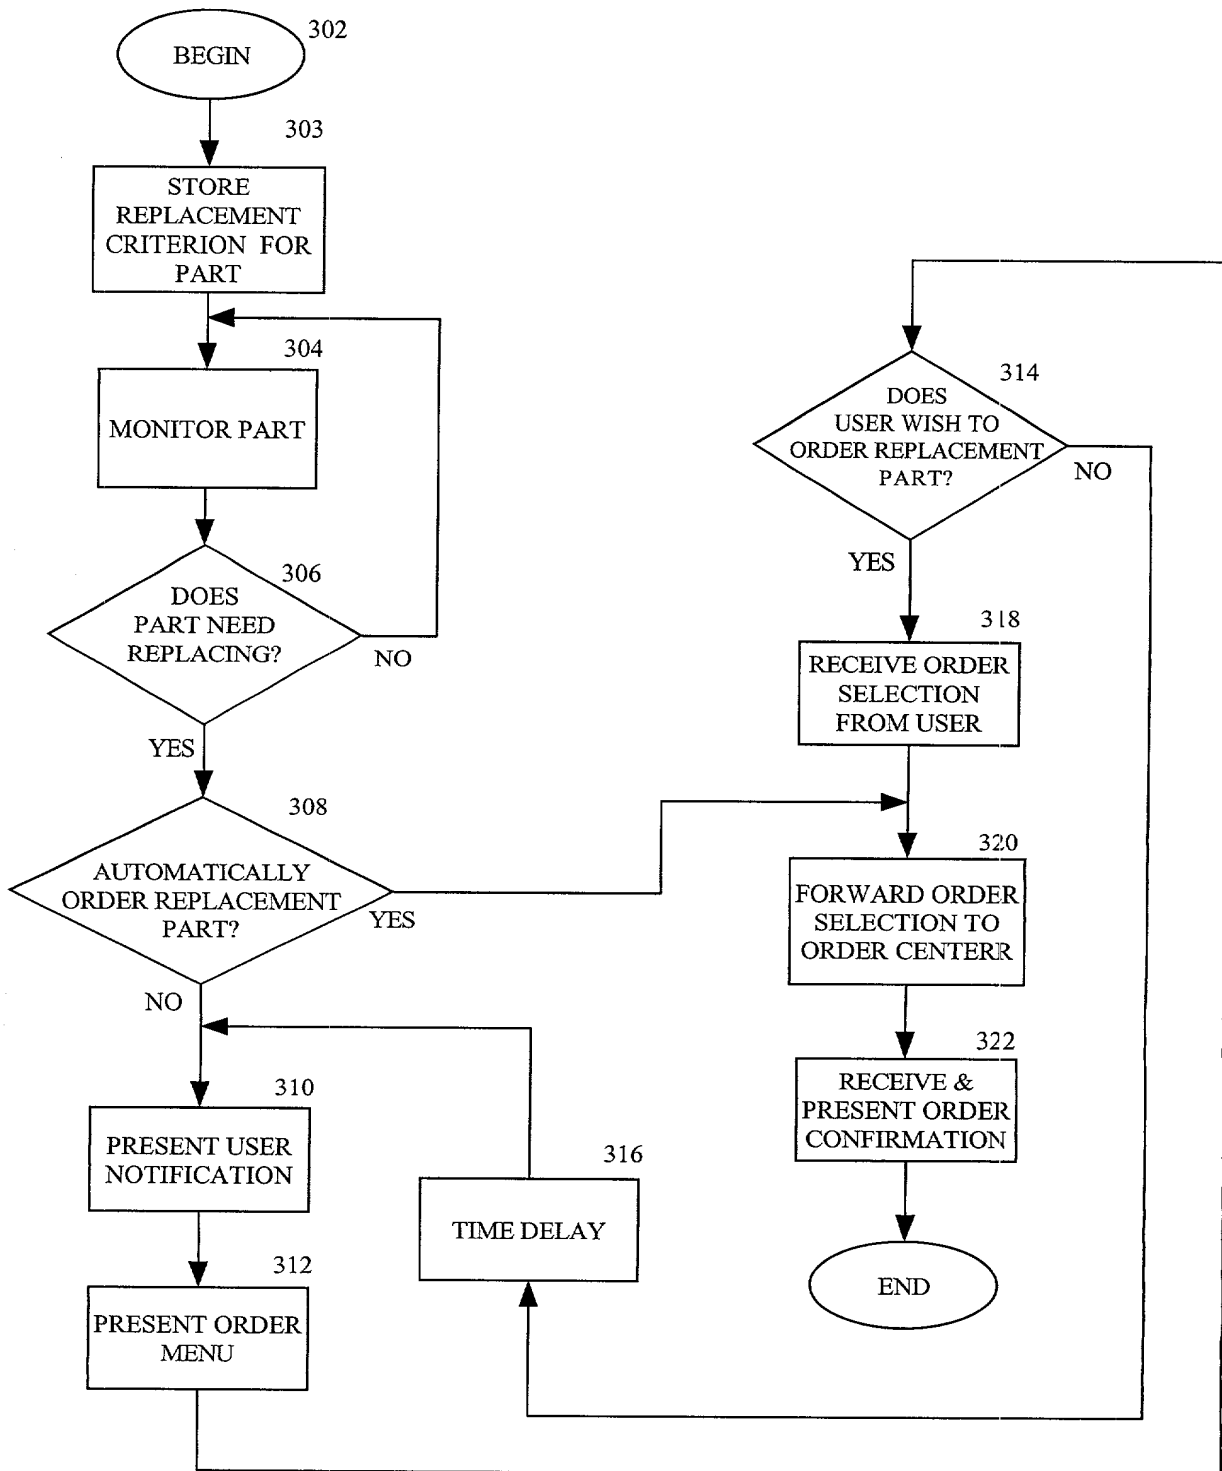 302
BEGIN
303
STORE
REPLACEMENT
CRITERION FOR
PART
304
MONITOR PART
306
DOES
PART NEED
REPLACING?
NO
YES
308
AUTOMATICALLY
ORDER REPLACEMENT
PART?
YES
NO
310
PRESENT USER
NOTIFICATION
312
PRESENT ORDER
MENU
316
TIME DELAY
314
DOES
USER WISH TO
ORDER REPLACEMENT
PART?
NO
YES
318
RECEIVE ORDER
SELECTION
FROM USER
320
FORWARD ORDER
SELECTION TO
ORDER CENTERR
322
RECEIVE &
PRESENT ORDER
CONFIRMATION
END